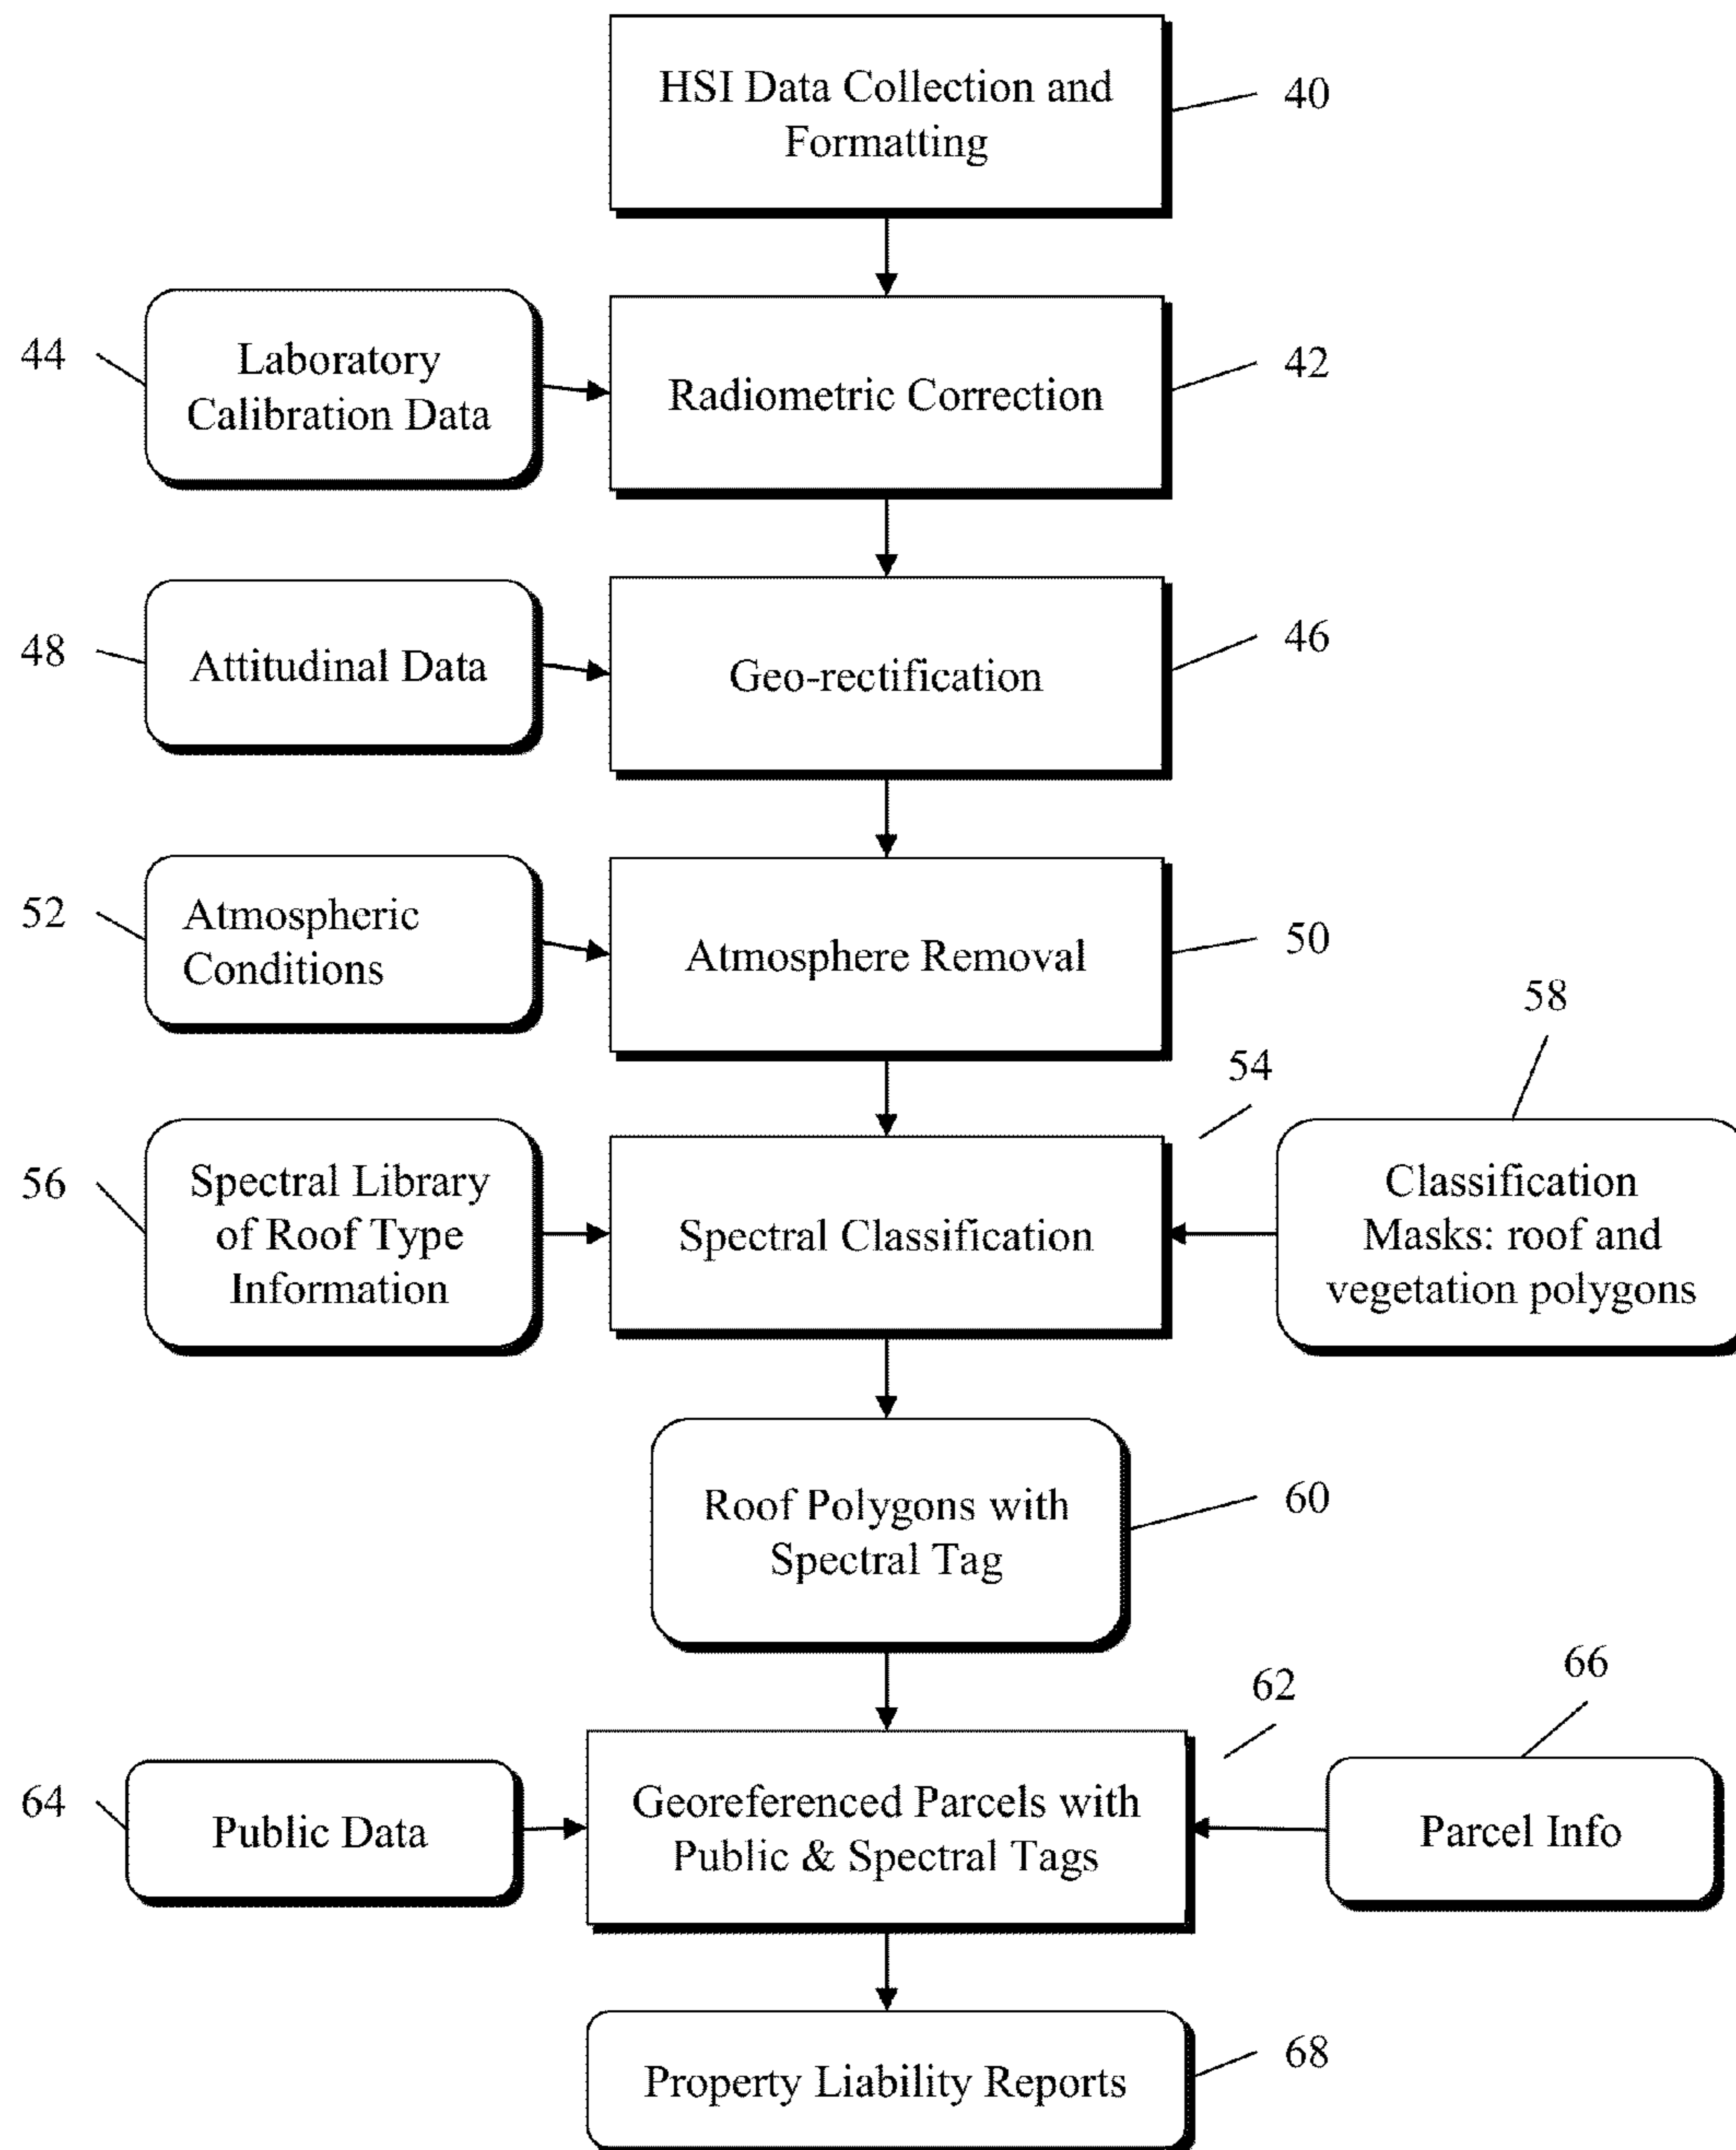 HSI Data Collection and
Formatting
40
44
Laboratory
Calibration Data
Radiometric Correction
42
48
Attitudinal Data
Geo-rectification
46
52
Atmospheric
Conditions
Atmosphere Removal
50
54
58
56
Spectral Library
of Roof Type
Information
Spectral Classification
Classification
Masks: roof and
vegetation polygons
Roof Polygons with
Spectral Tag
60
62
66
64
Public Data
Georeferenced Parcels with
Public & Spectral Tags
Parcel Info
Property Liability Reports
68